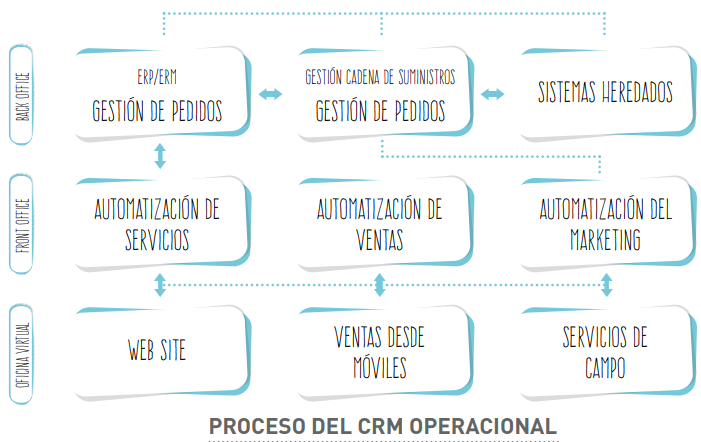 BACK OFFICE
ERP/ERM
GESTIÓN DE PEDIDOS
GESTIÓN CADENA DE SUMINISTROS
GESTIÓN DE PEDIDOS
SISTEMAS HEREDADOS
FRONT OFFICE
AUTOMATIZACIÓN DE
SERVICIOS
AUTOMATIZACIÓN DE
VENTAS
AUTOMATIZACIÓN DEL
MARKETING
OFICINA VIRTUAL
WEB SITE
VENTAS DESDE
MÓVILES
SERVICIOS DE
CAMPO
PROCESO DEL CRM OPERACIONAL